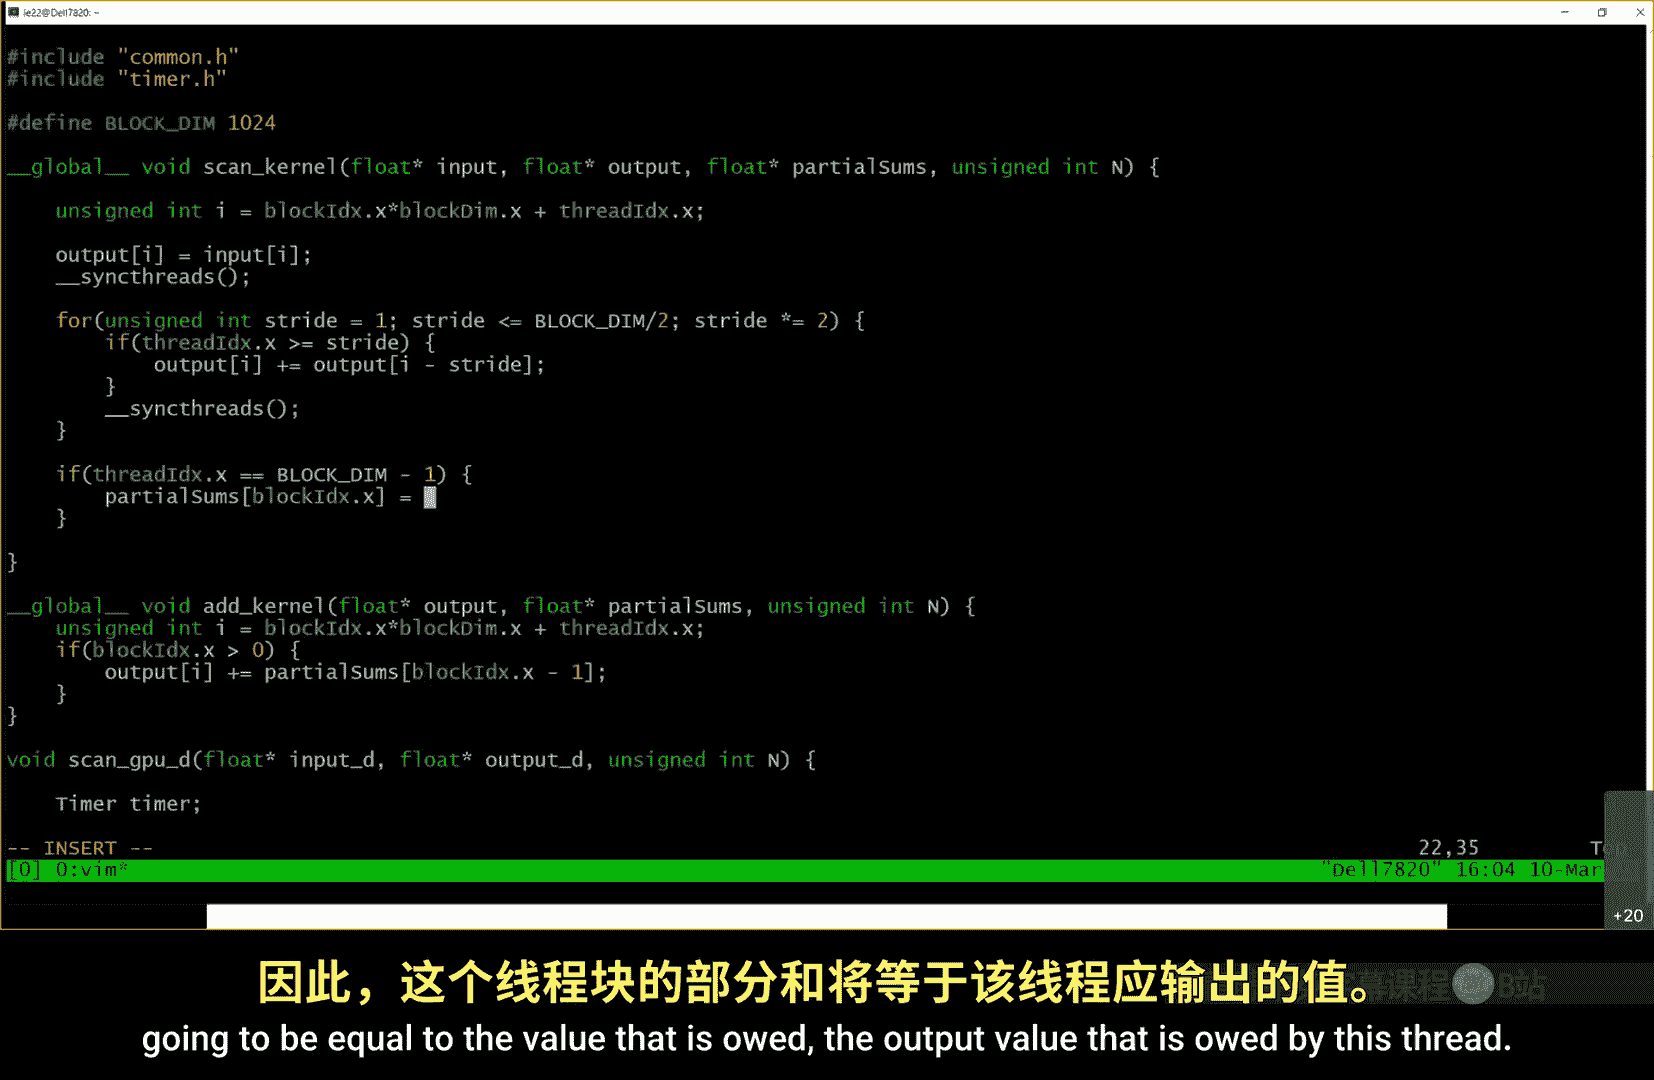 ie22@Dell7820: ~
#include "common.h"
#include "timer.h"
#define BLOCK_DIM 1024
__global__ void scan_kernel(float* input, float* output, float* partialSums, unsigned int N) {
unsigned int i = blockIdx.x*blockDim.x + threadIdx.x;
output[i] = input[i];
__syncthreads();
for(unsigned int stride = 1; stride <= BLOCK_DIM/2; stride *= 2) {
if(threadIdx.x >= stride) {
output[i] += output[i - stride];
}
__syncthreads();
}
if(threadIdx.x == BLOCK_DIM - 1) {
partialSums[blockIdx.x] =
}
}
__global__ void add_kernel(float* output, float* partialSums, unsigned int N) {
unsigned int i = blockIdx.x*blockDim.x + threadIdx.x;
if(blockIdx.x > 0) {
output[i] += partialSums[blockIdx.x - 1];
}
}
void scan_gpu_d(float* input_d, float* output_d, unsigned int N) {
Timer timer;
-- INSERT -- 22,35
[0] 0:vim* "Dell7820" 16:04 10-Mar
+20
因此，这个线程块的部分和将等于该线程应输出的值。
幕课程 B站
going to be equal to the value that is owed, the output value that is owed by this thread.